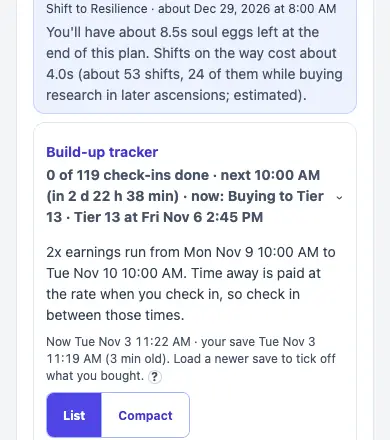 Shift to Resilience · about Dec 29, 2026 at 8:00 AM
You'll have about 8.5s soul eggs left at the
end of this plan. Shifts on the way cost about
4.0s (about 53 shifts, 24 of them while buying
research in later ascensions; estimated).
Build-up tracker
0 of 119 check-ins done · next 10:00 AM
(in 2 d 22 h 38 min) · now: Buying to Tier
13 · Tier 13 at Fri Nov 6 2:45 PM
2x earnings run from Mon Nov 9 10:00 AM to
Tue Nov 10 10:00 AM. Time away is paid at
the rate when you check in, so check in
between those times.
Now Tue Nov 3 11:22 AM · your save Tue Nov 3
11:19 AM (3 min old). Load a newer save to tick off
what you bought. ?
List
Compact